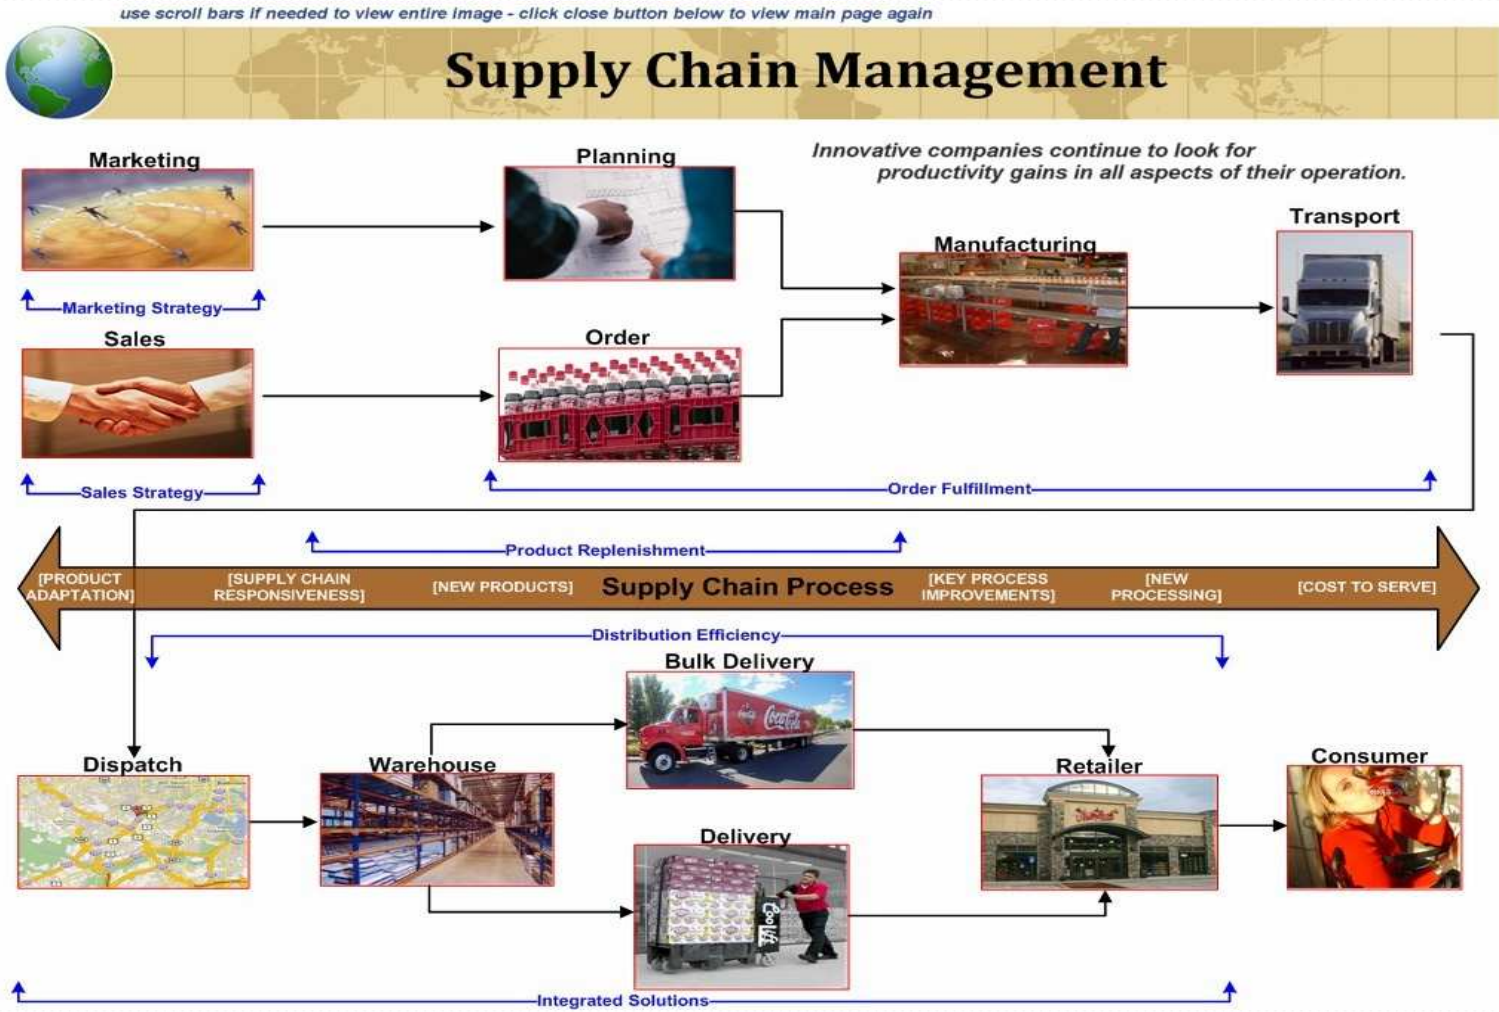 use scroll bars if needed to view entire image - click close button below to view main page again
Supply Chain Management
Marketing
Planning
Innovative companies continue to look for
productivity gains in all aspects of their operation.
Transport
Manufacturing
Marketing Strategy
Sales
Order
Sales Strategy
Order Fulfillment
Product Replenishment
[PRODUCT
ADAPTATION]
[SUPPLY CHAIN
RESPONSIVENESS]
[NEW PRODUCTS]
Supply Chain Process
[KEY PROCESS
IMPROVEMENTS]
[NEW
PROCESSING]
[COST TO SERVE]
Distribution Efficiency
Bulk Delivery
Coca-Cola
Dispatch
Warehouse
Retailer
Consumer
Delivery
CooLift
Integrated Solutions